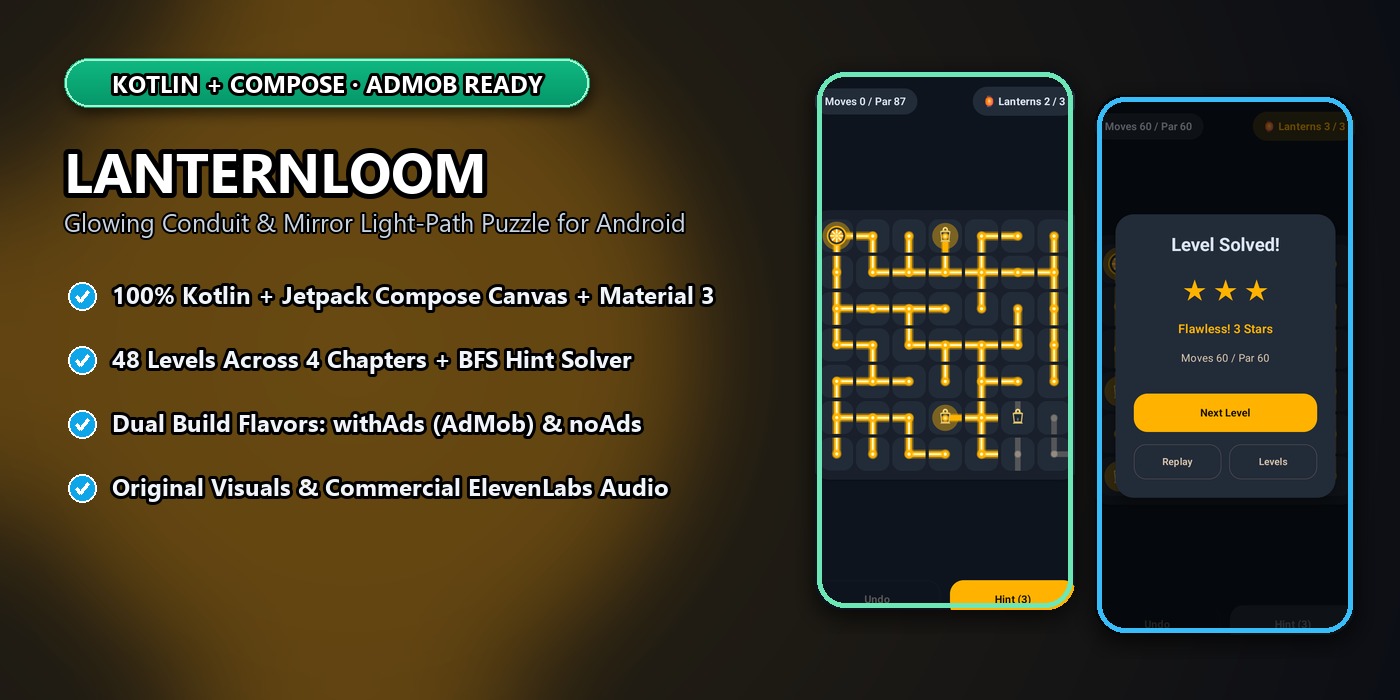 KOTLIN + COMPOSE · ADMOB READY
LANTERNLOOM
Glowing Conduit & Mirror Light-Path Puzzle for Android
100% Kotlin + Jetpack Compose Canvas + Material 3
48 Levels Across 4 Chapters + BFS Hint Solver
Dual Build Flavors: withAds (AdMob) & noAds
Original Visuals & Commercial ElevenLabs Audio
Moves 0 / Par 87
Lanterns 2 / 3
Undo
Hint (3)
Moves 60 / Par 60
Lanterns 3 / 3
Level Solved!
Flawless! 3 Stars
Moves 60 / Par 60
Next Level
Replay
Levels
Undo
Hint (3)